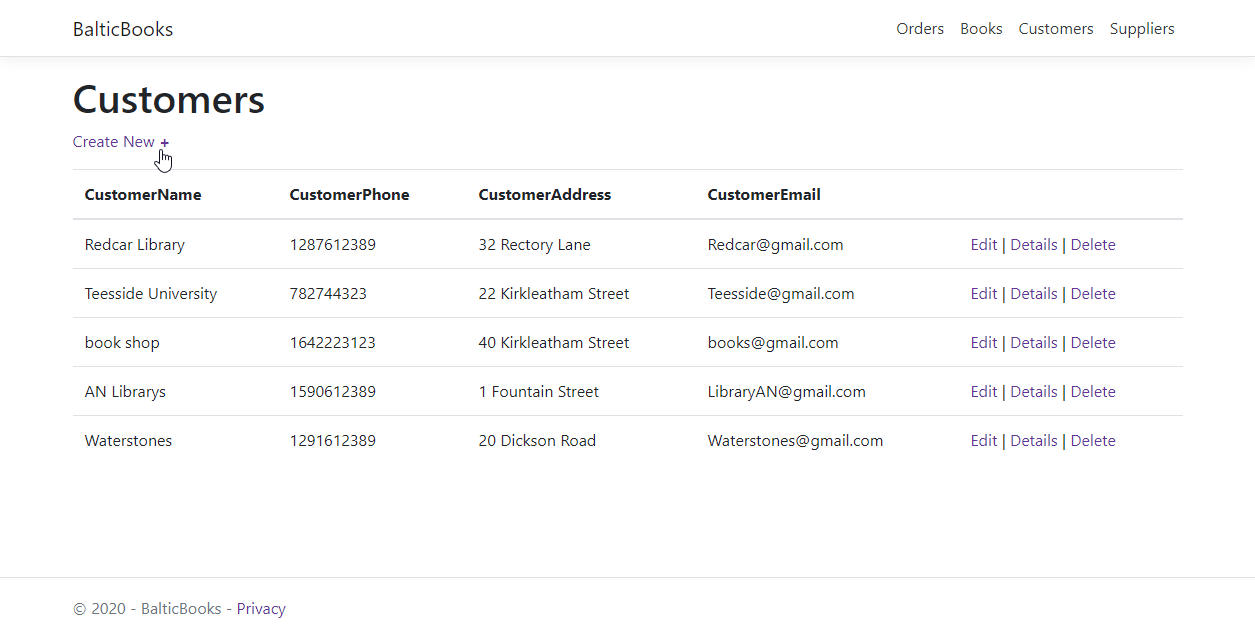 BalticBooks Orders Books Customers Suppliers
Customers
Create New +
CustomerName CustomerPhone CustomerAddress CustomerEmail
Redcar Library 1287612389 32 Rectory Lane Redcar@gmail.com Edit | Details | Delete
Teesside University 782744323 22 Kirkleatham Street Teesside@gmail.com Edit | Details | Delete
book shop 1642223123 40 Kirkleatham Street books@gmail.com Edit | Details | Delete
AN Librarys 1590612389 1 Fountain Street LibraryAN@gmail.com Edit | Details | Delete
Waterstones 1291612389 20 Dickson Road Waterstones@gmail.com Edit | Details | Delete
© 2020 - BalticBooks - Privacy